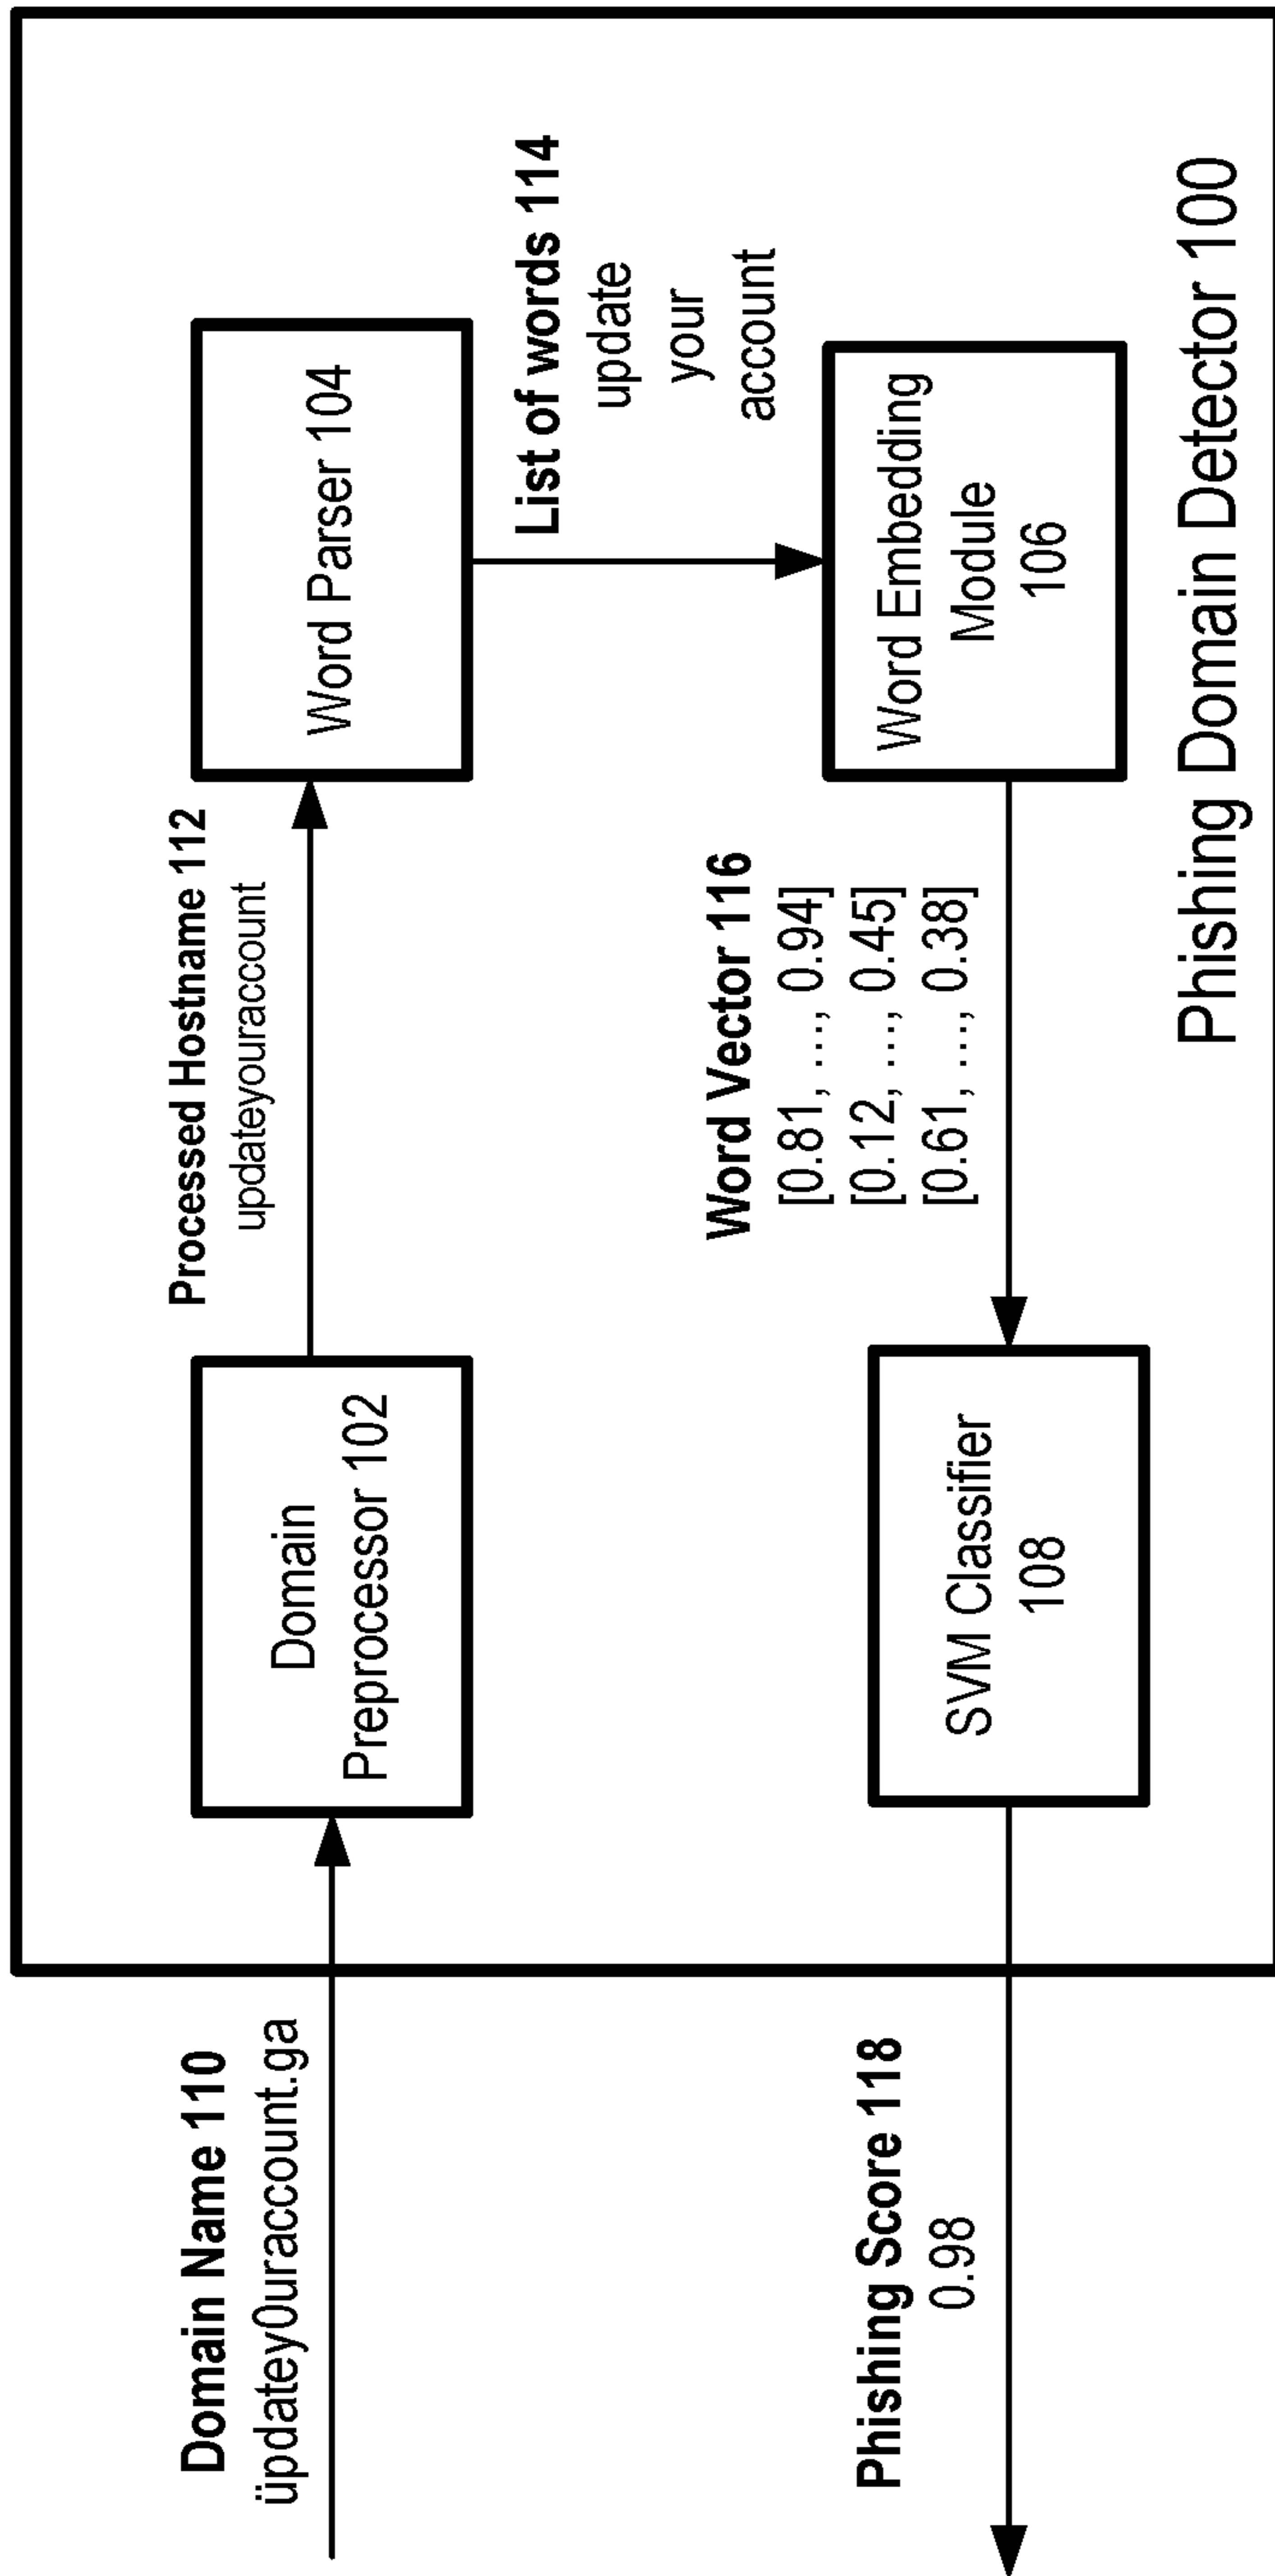 Domain Name 110
üpdatey0uraccount.ga
Domain
Preprocessor 102
Processed Hostname 112
updateyouraccount
Word Parser 104
List of words 114
update
your
account
Word Embedding
Module
106
Word Vector 116
[0.81, ..., 0.94]
[0.12, ..., 0.45]
[0.61, ..., 0.38]
SVM Classifier
108
Phishing Score 118
0.98
Phishing Domain Detector 100